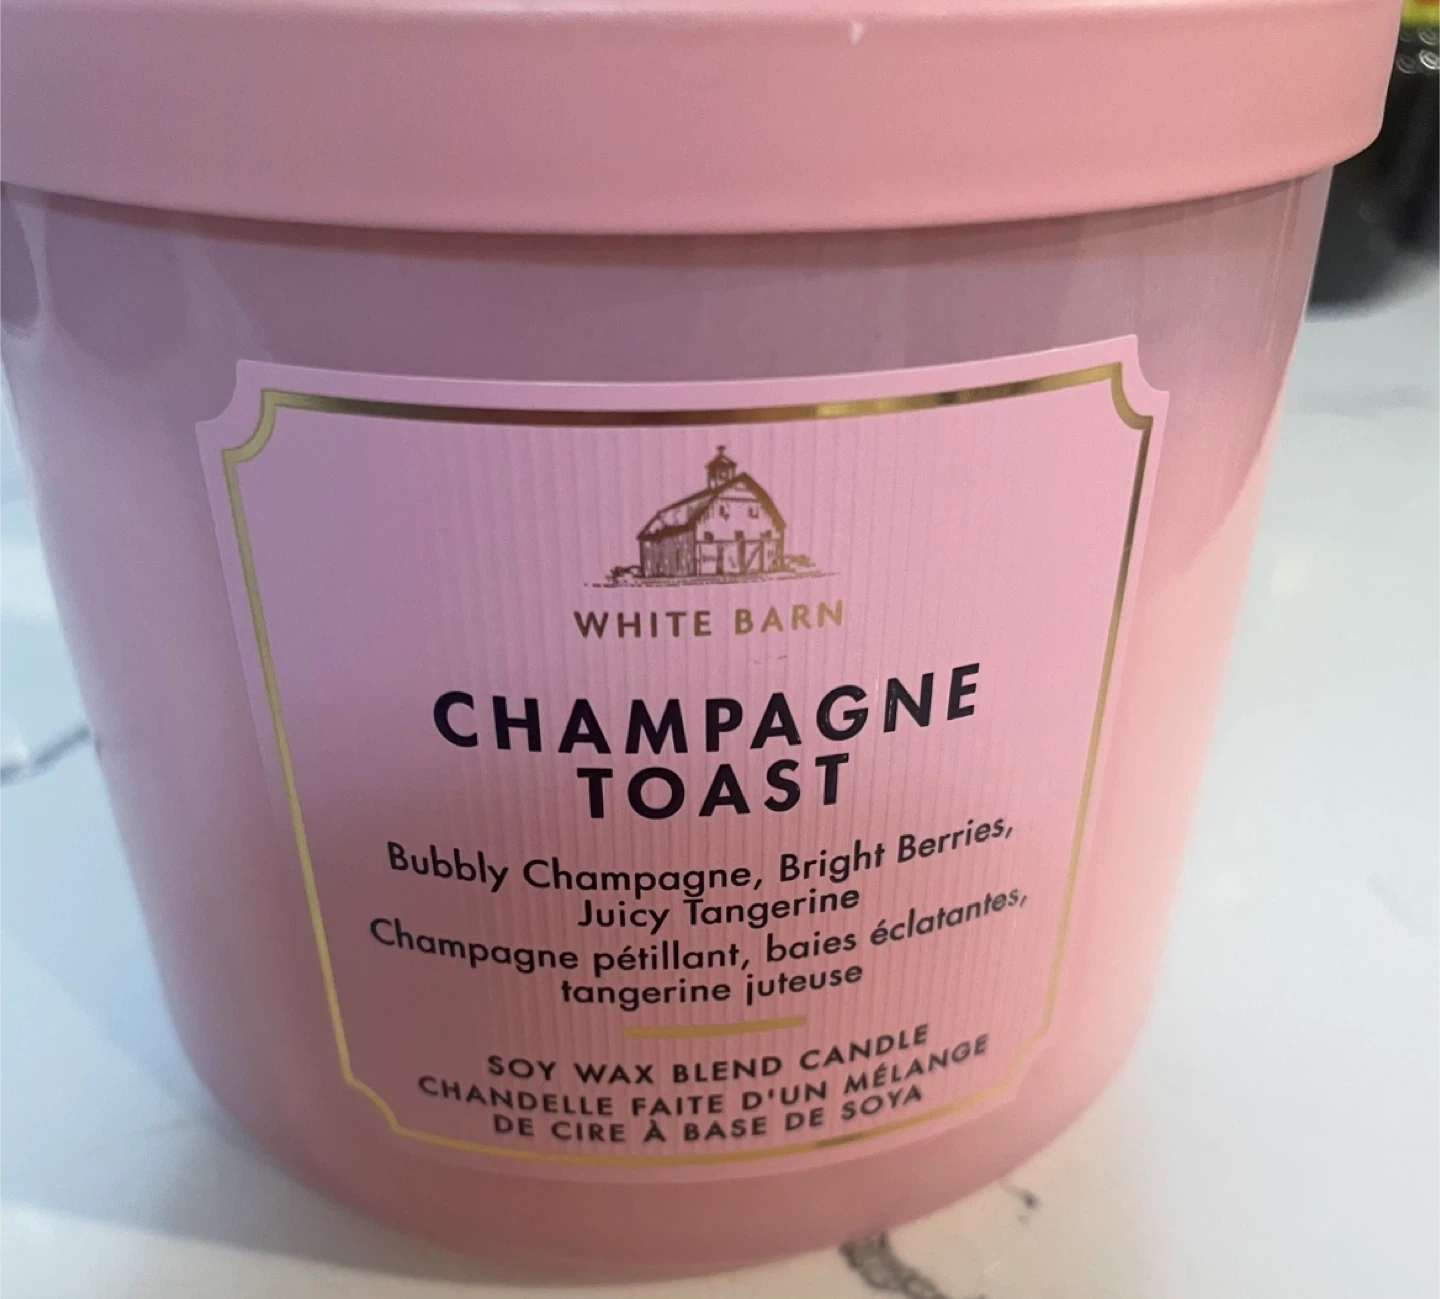 WHITE BARN
CHAMPAGNE
TOAST
Bubbly Champagne, Bright Berries,
Juicy Tangerine
Champagne pétillant, baies éclatantes,
tangerine juteuse
SOY WAX BLEND CANDLE
CHANDELLE FAITE D'UN MÉLANGE
DE CIRE À BASE DE SOYA